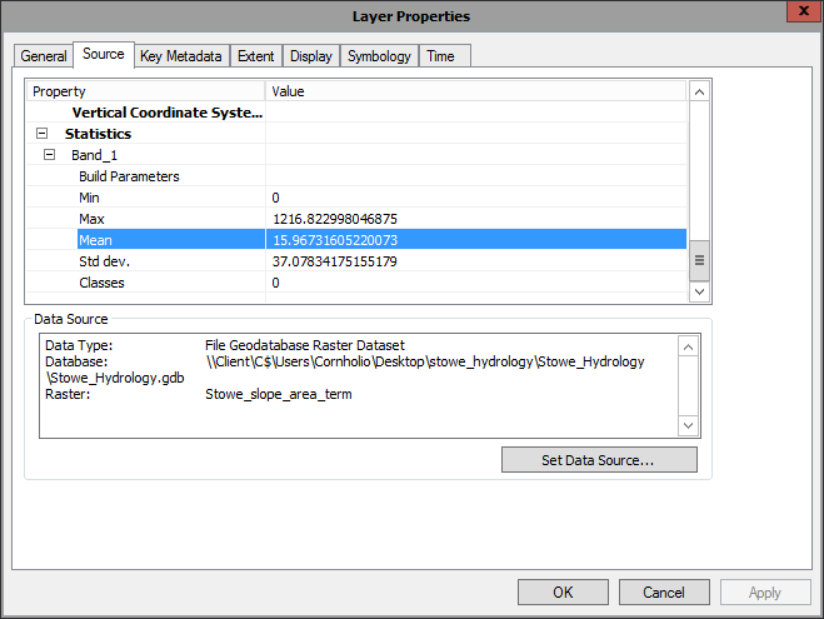 Layer Properties
x
General Source Key Metadata Extent Display Symbology Time
Property Value
Vertical Coordinate Syste...
Statistics
Band_1
Build Parameters
Min 0
Max 1216.822998046875
Mean 15.96731605220073
Std dev. 37.07834175155179
Classes 0
Data Source
Data Type: File Geodatabase Raster Dataset
Database: \\Client\C$\Users\Cornholio\Desktop\stowe_hydrology\Stowe_Hydrology
\Stowe_Hydrology.gdb
Raster: Stowe_slope_area_term
Set Data Source...
OK Cancel Apply